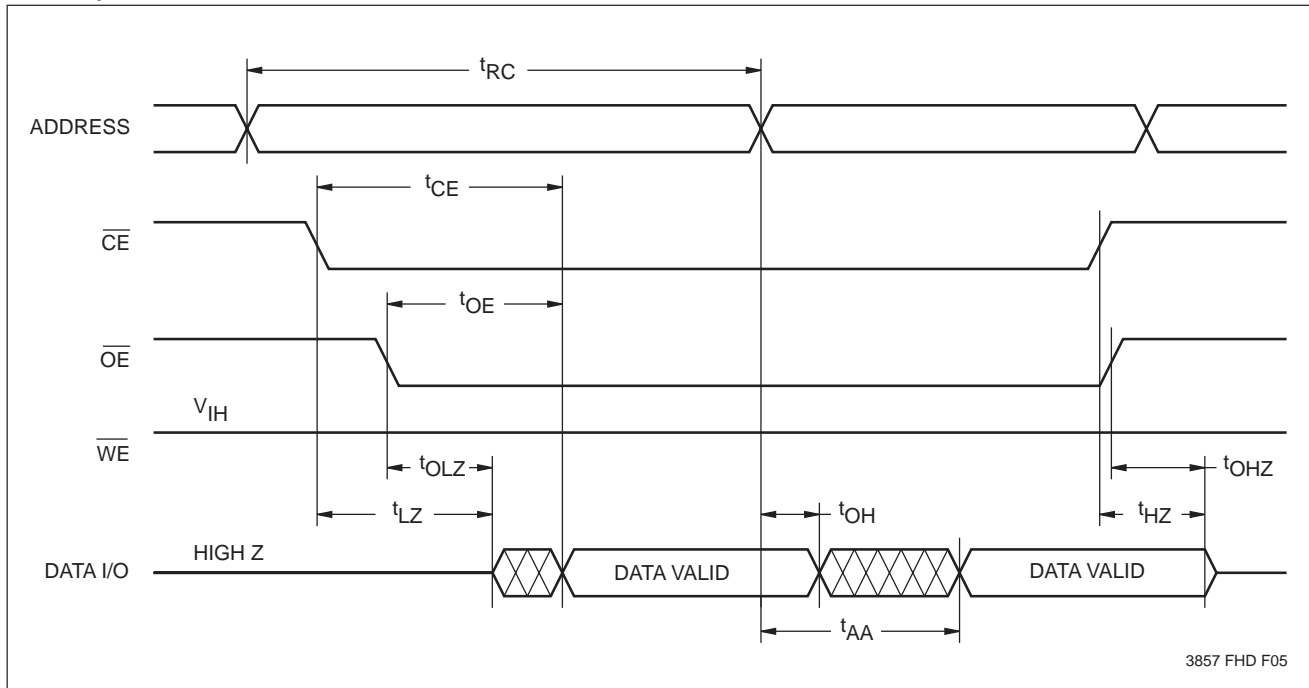 tRC
ADDRESS
tCE
CE
tOE
OE
VIH
WE
tOLZ
tOHZ
tLZ
tOH
tHZ
HIGH Z
DATA I/O
DATA VALID
DATA VALID
tAA
3857 FHD F05